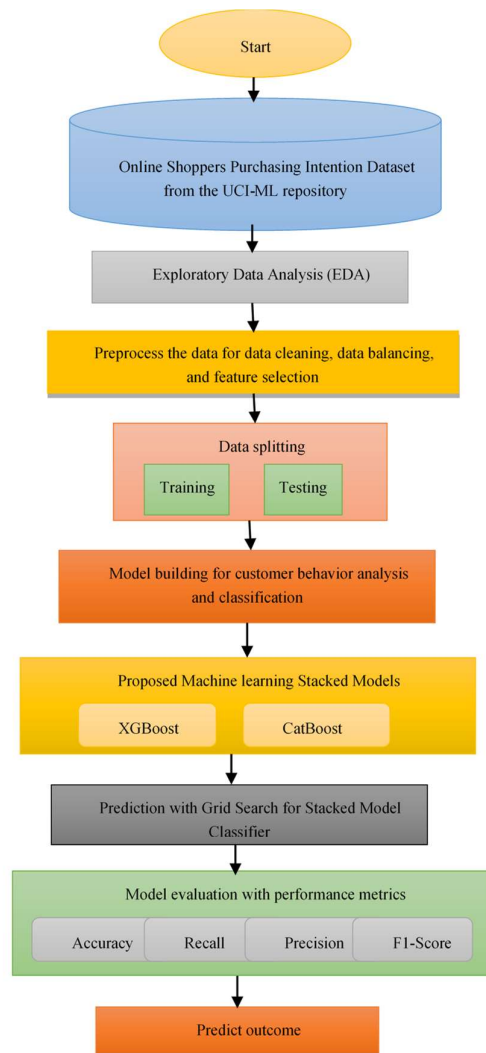 Start
Online Shoppers Purchasing Intention Dataset
from the UCI-ML repository
Exploratory Data Analysis (EDA)
Preprocess the data for data cleaning, data balancing,
and feature selection
Data splitting
Training
Testing
Model building for customer behavior analysis
and classification
Proposed Machine learning Stacked Models
XGBoost
CatBoost
Prediction with Grid Search for Stacked Model
Classifier
Model evaluation with performance metrics
Accuracy
Recall
Precision
F1-Score
Predict outcome